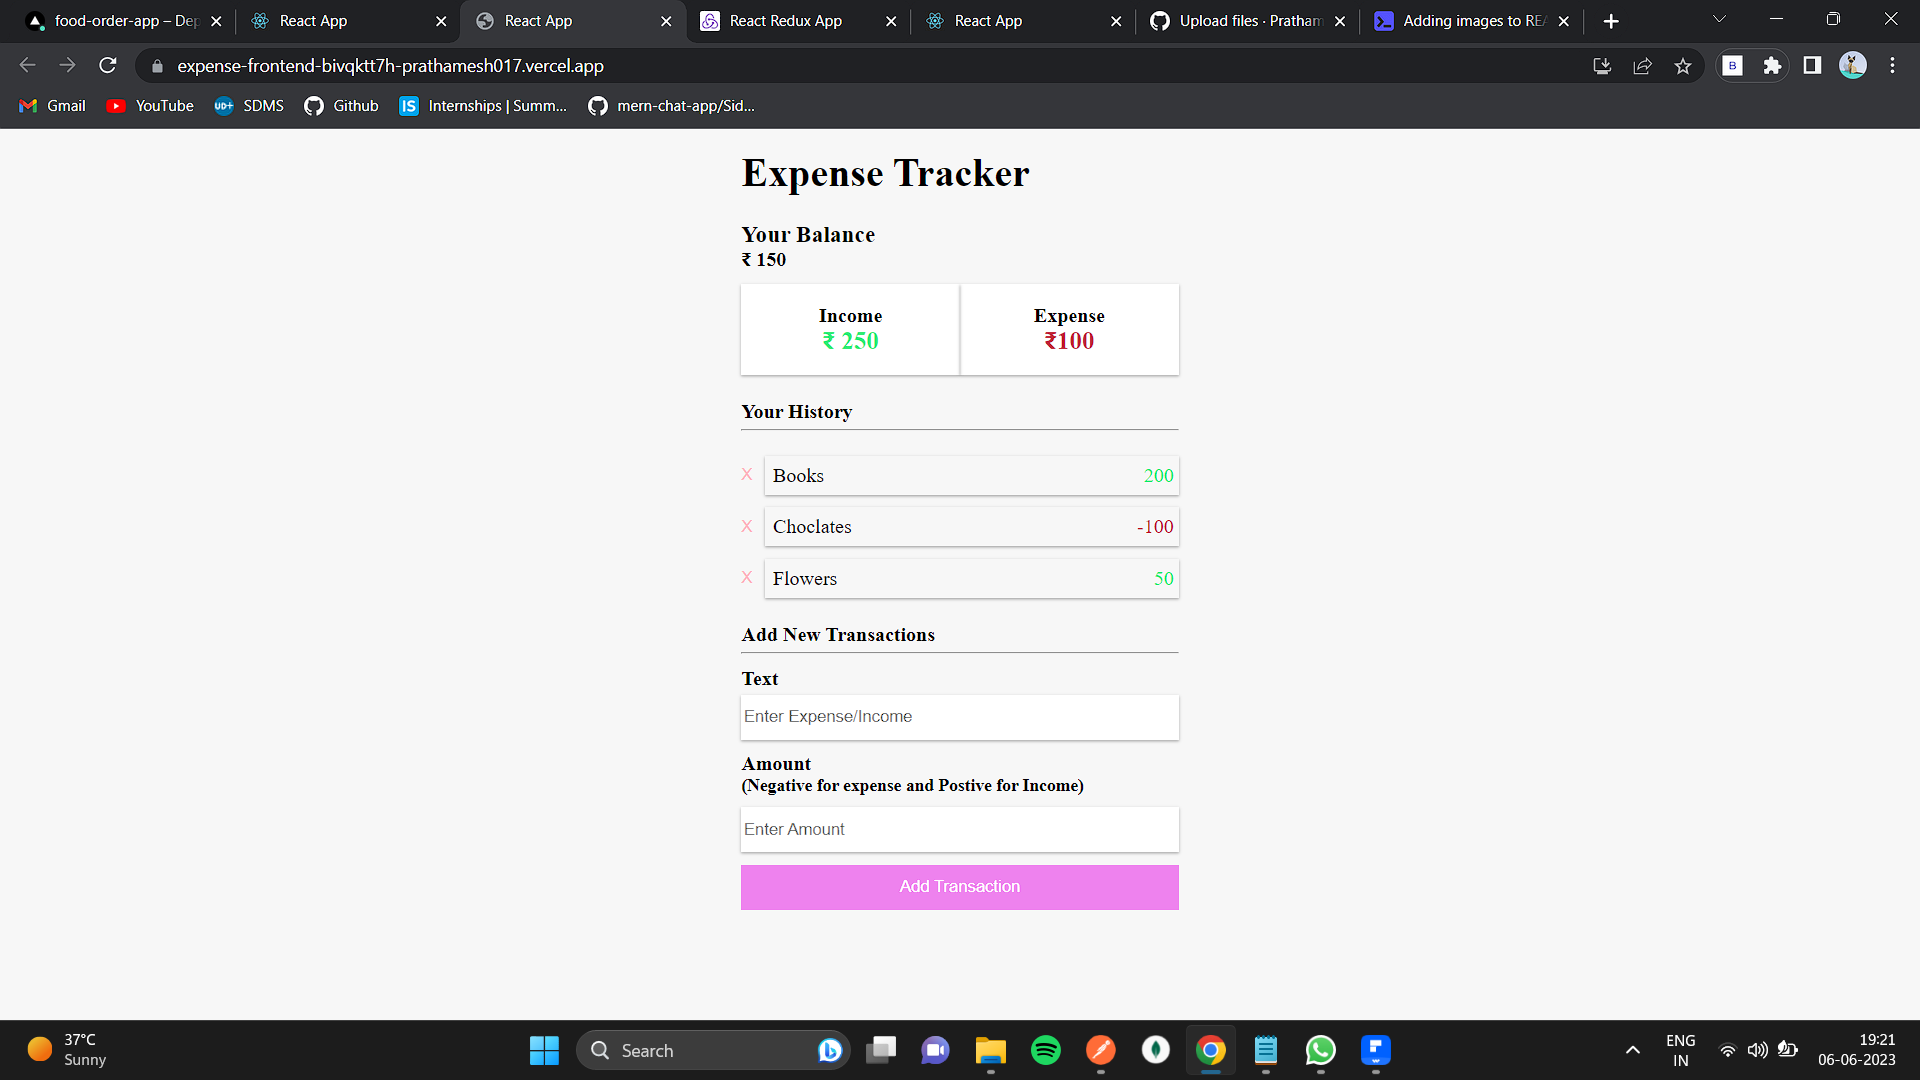 food-order-app – Dep
React App
React App
React Redux App
React App
Upload files · Pratham
Adding images to REA
expense-frontend-bivqktt7h-prathamesh017.vercel.app
B
Gmail
YouTube
UD+ SDMS
Github
IS Internships | Summ...
mern-chat-app/Sid...
Expense Tracker
Your Balance
₹ 150
Income
₹ 250
Expense
₹100
Your History
X Books 200
X Choclates -100
X Flowers 50
Add New Transactions
Text
Enter Expense/Income
Amount
(Negative for expense and Postive for Income)
Enter Amount
Add Transaction
37°C
Sunny
Search
ENG
IN
19:21
06-06-2023